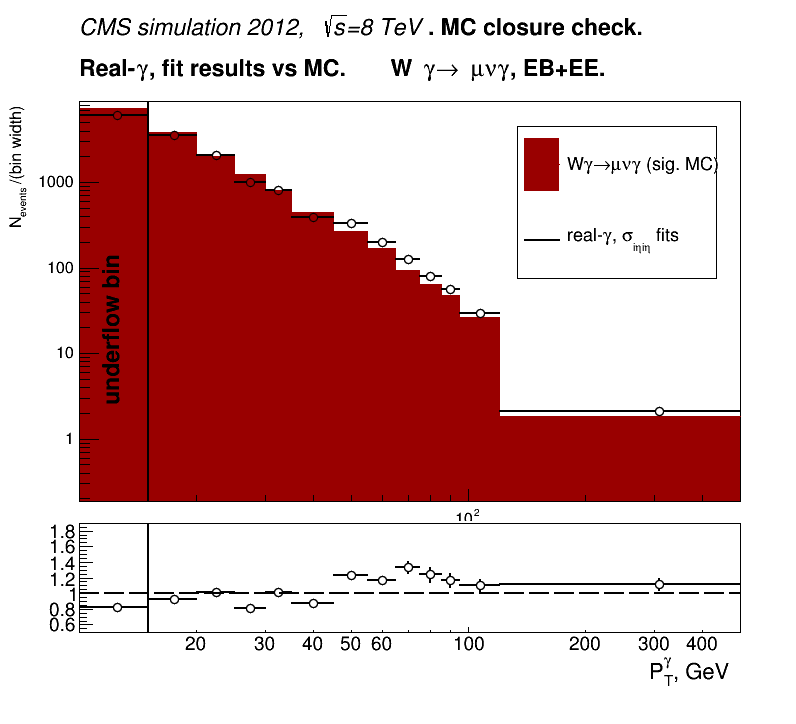 CMS simulation 2012, √s=8 TeV . MC closure check.
Real-γ, fit results vs MC. W γ→ μνγ, EB+EE.
N_events /(bin width)
1000
100
10
1
underflow bin
Wγ→μνγ (sig. MC)
real-γ, σ_iηiη fits
10²
1.8
1.6
1.4
1.2
1
0.8
0.6
20 30 40 50 60 100 200 300 400
P_T^γ, GeV